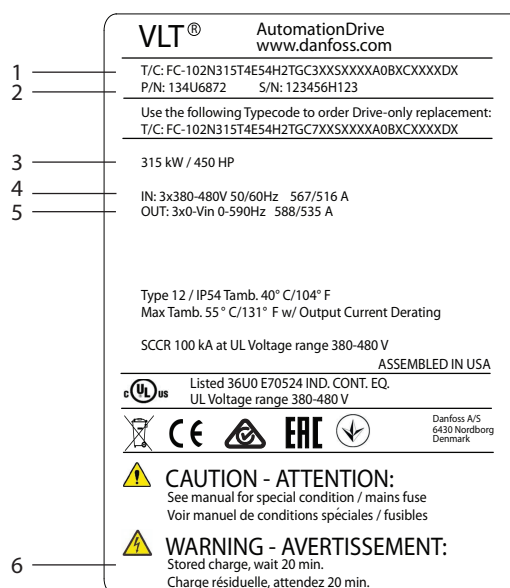 VLT® AutomationDrive
www.danfoss.com
1 T/C: FC-102N315T4E54H2TGC3XXSXXXXA0BXCXXXXDX
2 P/N: 134U6872 S/N: 123456H123
Use the following Typecode to order Drive-only replacement:
T/C: FC-102N315T4E54H2TGC7XXSXXXXA0BXCXXXXDX
3 315 kW / 450 HP
4 IN: 3x380-480V 50/60Hz 567/516 A
5 OUT: 3x0-Vin 0-590Hz 588/535 A
Type 12 / IP54 Tamb. 40° C/104° F
Max Tamb. 55° C/131° F w/ Output Current Derating
SCCR 100 kA at UL Voltage range 380-480 V
ASSEMBLED IN USA
c UL us Listed 36U0 E70524 IND. CONT. EQ.
UL Voltage range 380-480 V
CE EAC
Danfoss A/S
6430 Nordborg
Denmark
CAUTION - ATTENTION:
See manual for special condition / mains fuse
Voir manuel de conditions spéciales / fusibles
WARNING - AVERTISSEMENT:
6 Stored charge, wait 20 min.
Charge résiduelle, attendez 20 min.